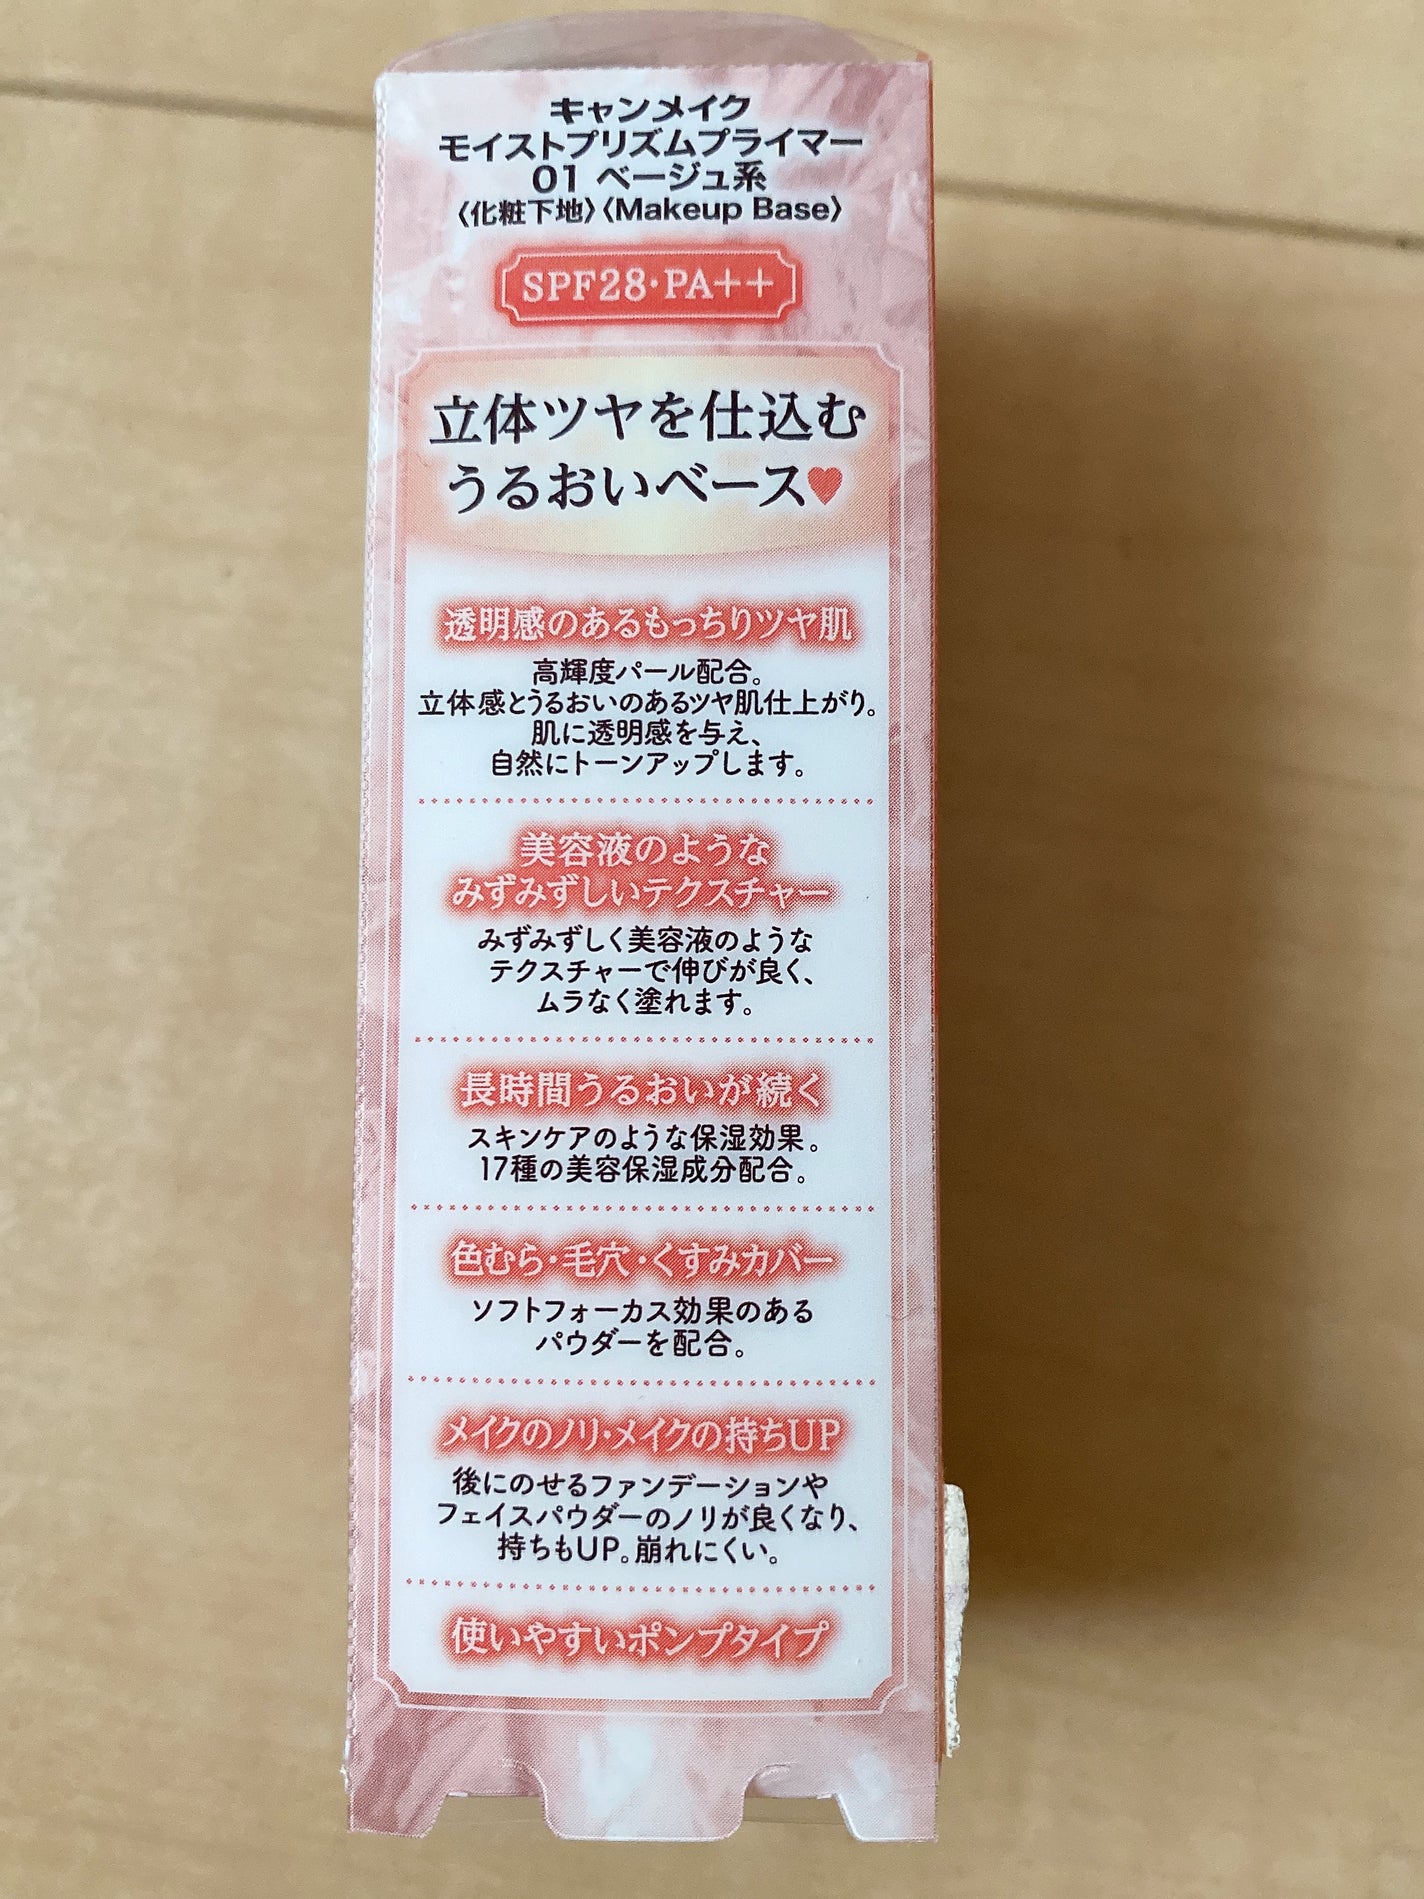 キャンメイク
モイストプリズムプライマー
01 ベージュ系
〈化粧下地〉〈Makeup Base〉
SPF28・PA++
立体ツヤを仕込む
うるおいベース♥
透明感のあるもっちりツヤ肌
高輝度パール配合。
立体感とうるおいのあるツヤ肌仕上がり。
肌に透明感を与え、
自然にトーンアップします。
美容液のような
みずみずしいテクスチャー
みずみずしく美容液のような
テクスチャーで伸びが良く、
ムラなく塗れます。
長時間うるおいが続く
スキンケアのような保湿効果。
17種の美容保湿成分配合。
色むら・毛穴・くすみカバー
ソフトフォーカス効果のある
パウダーを配合。
メイクのノリ・メイクの持ちUP
後にのせるファンデーションや
フェイスパウダーのノリが良くなり、
持ちもUP。崩れにくい。
使いやすいポンプタイプ